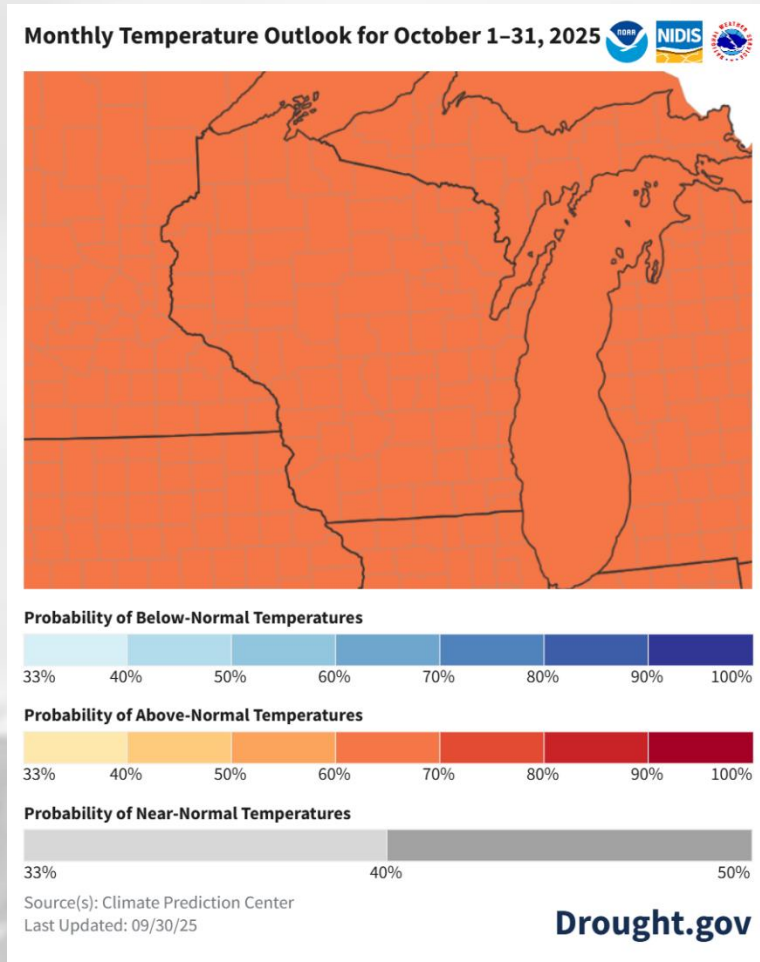 Monthly Temperature Outlook for October 1–31, 2025
NOAA
NIDIS
Probability of Below-Normal Temperatures
33% 40% 50% 60% 70% 80% 90% 100%
Probability of Above-Normal Temperatures
33% 40% 50% 60% 70% 80% 90% 100%
Probability of Near-Normal Temperatures
33% 40% 50%
Source(s): Climate Prediction Center
Last Updated: 09/30/25
Drought.gov